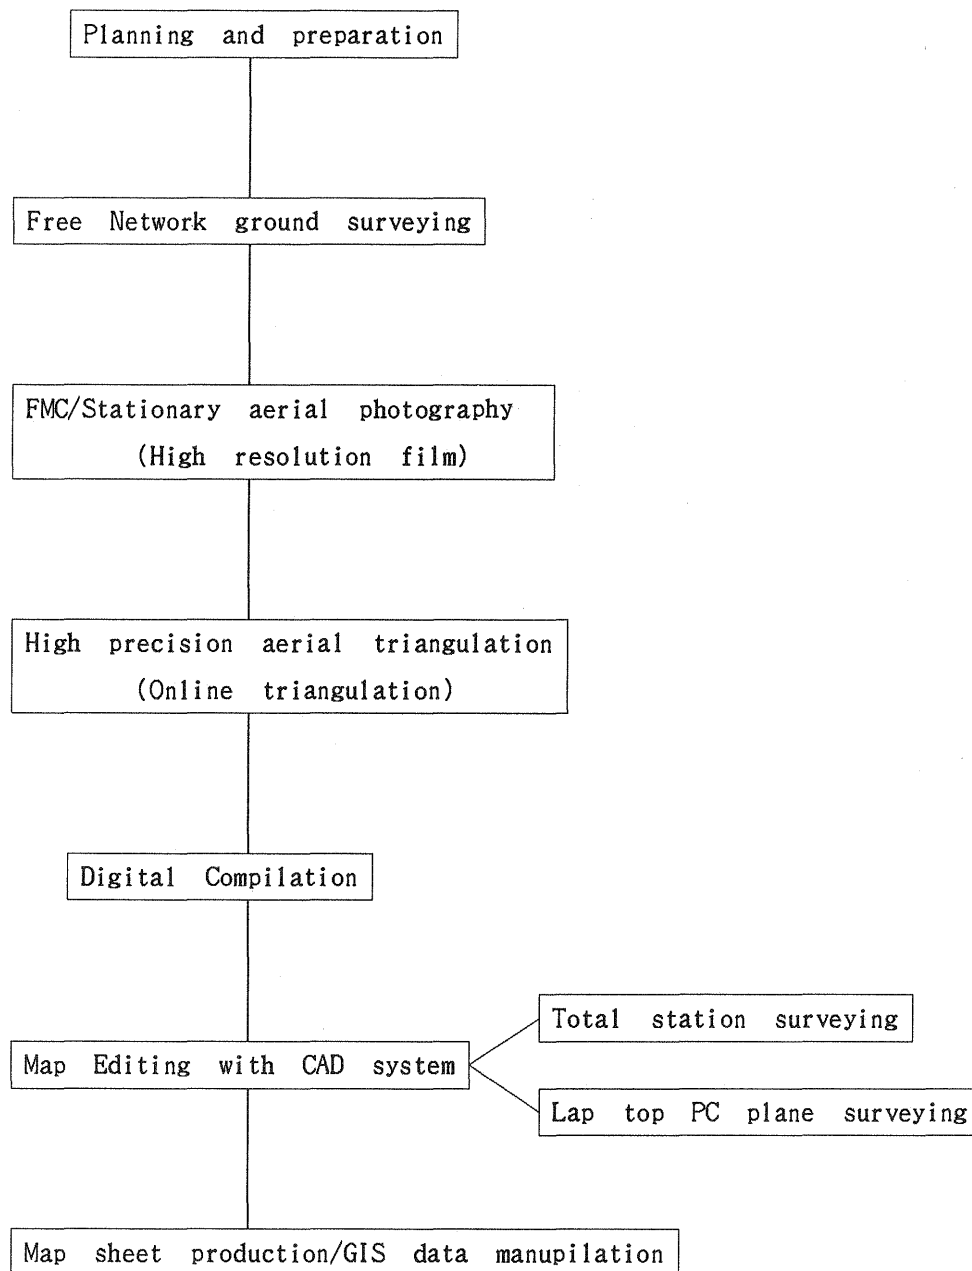 Planning and preparation
Free Network ground surveying
FMC/Stationary aerial photography
(High resolution film)
High precision aerial triangulation
(Online triangulation)
Digital Compilation
Total station surveying
Map Editing with CAD system
Lap top PC plane surveying
Map sheet production/GIS data manupilation